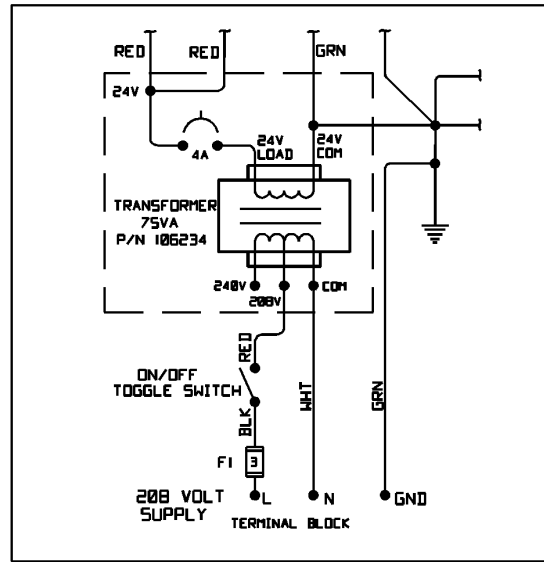 RED
RED
GRN
24V
4A
24V
LOAD
24V
COM
TRANSFORMER
75VA
P/N 106234
240V
208V
COM
RED
ON/OFF
TOGGLE SWITCH
BLK
WHT
GRN
F1
3
208 VOLT
SUPPLY
L
N
GND
TERMINAL BLOCK